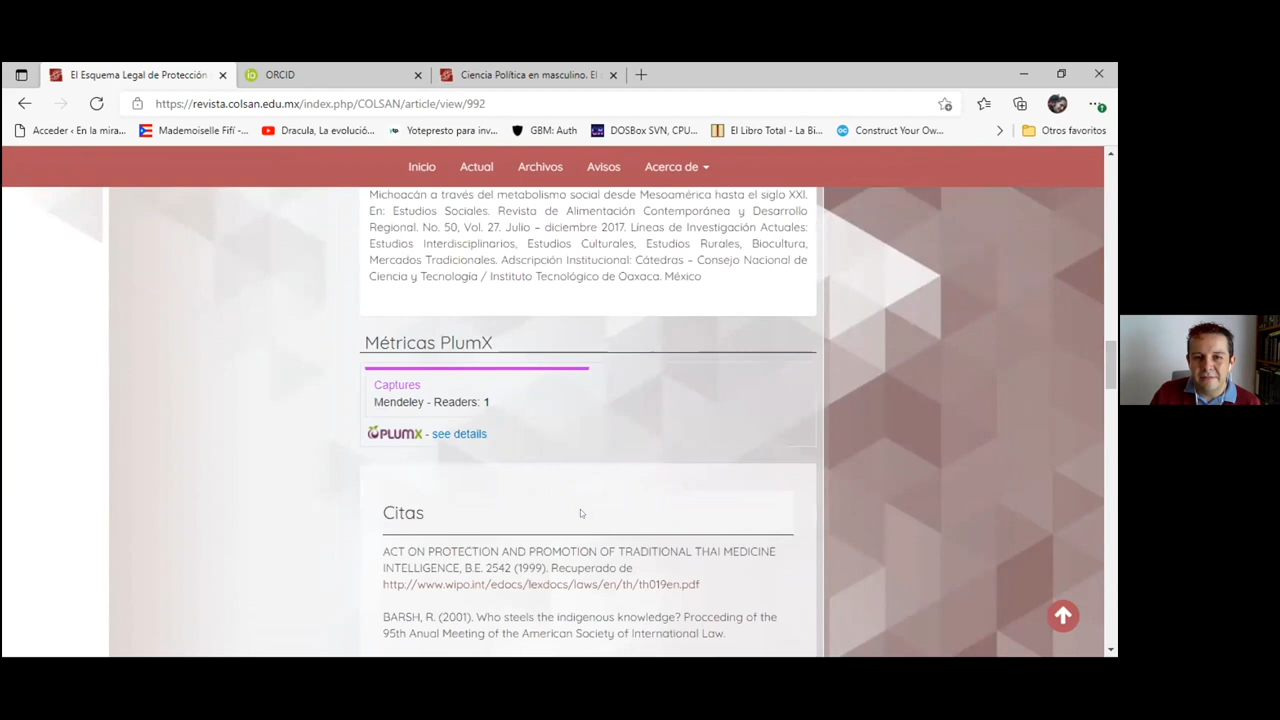 El Esquema Legal de Protección
ORCID
Ciencia Política en masculino. El
https://revista.colsan.edu.mx/index.php/COLSAN/article/view/992
Acceder ‹ En la mira...
Mademoiselle Fifí, -...
Dracula, La evolució...
Yotepresto para inv...
GBM: Auth
DOSBox SVN, CPU...
El Libro Total - La Bi...
Construct Your Ow...
Otros favoritos
Inicio
Actual
Archivos
Avisos
Acerca de
Michoacán a través del metabolismo social desde Mesoamérica hasta el siglo XXI.
En: Estudios Sociales. Revista de Alimentación Contemporánea y Desarrollo
Regional. No. 50, Vol. 27. Julio – diciembre 2017. Líneas de Investigación Actuales:
Estudios Interdisciplinarios, Estudios Culturales, Estudios Rurales, Biocultura,
Mercados Tradicionales. Adscripción Institucional: Cátedras – Consejo Nacional de
Ciencia y Tecnología / Instituto Tecnológico de Oaxaca. México
Métricas PlumX
Captures
Mendeley - Readers: 1
PLUMX - see details
Citas
ACT ON PROTECTION AND PROMOTION OF TRADITIONAL THAI MEDICINE
INTELLIGENCE, B.E. 2542 (1999). Recuperado de
http://www.wipo.int/edocs/lexdocs/laws/en/th/th019en.pdf
BARSH, R. (2001). Who steels the indigenous knowledge? Procceding of the
95th Anual Meeting of the American Society of International Law.